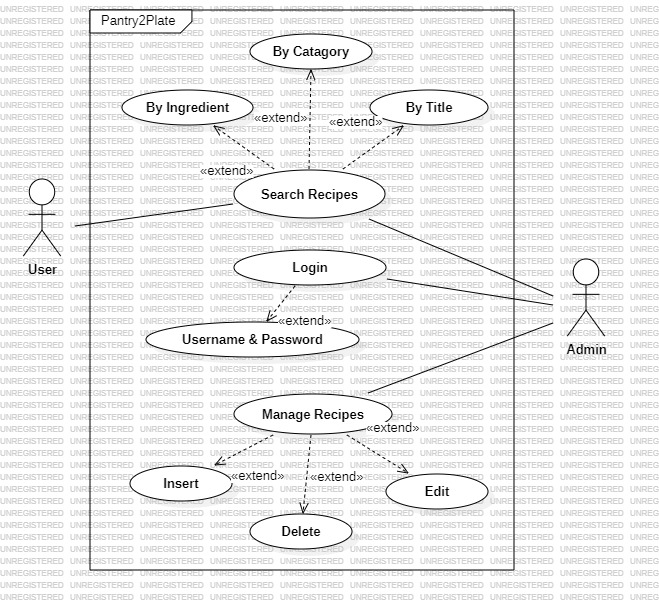 Pantry2Plate
By Catagory
By Ingredient
«extend»
By Title
«extend»
«extend»
Search Recipes
User
Login
Admin
«extend»
Username & Password
Manage Recipes
«extend»
Insert
«extend»
«extend»
Edit
Delete
UNREGISTERED